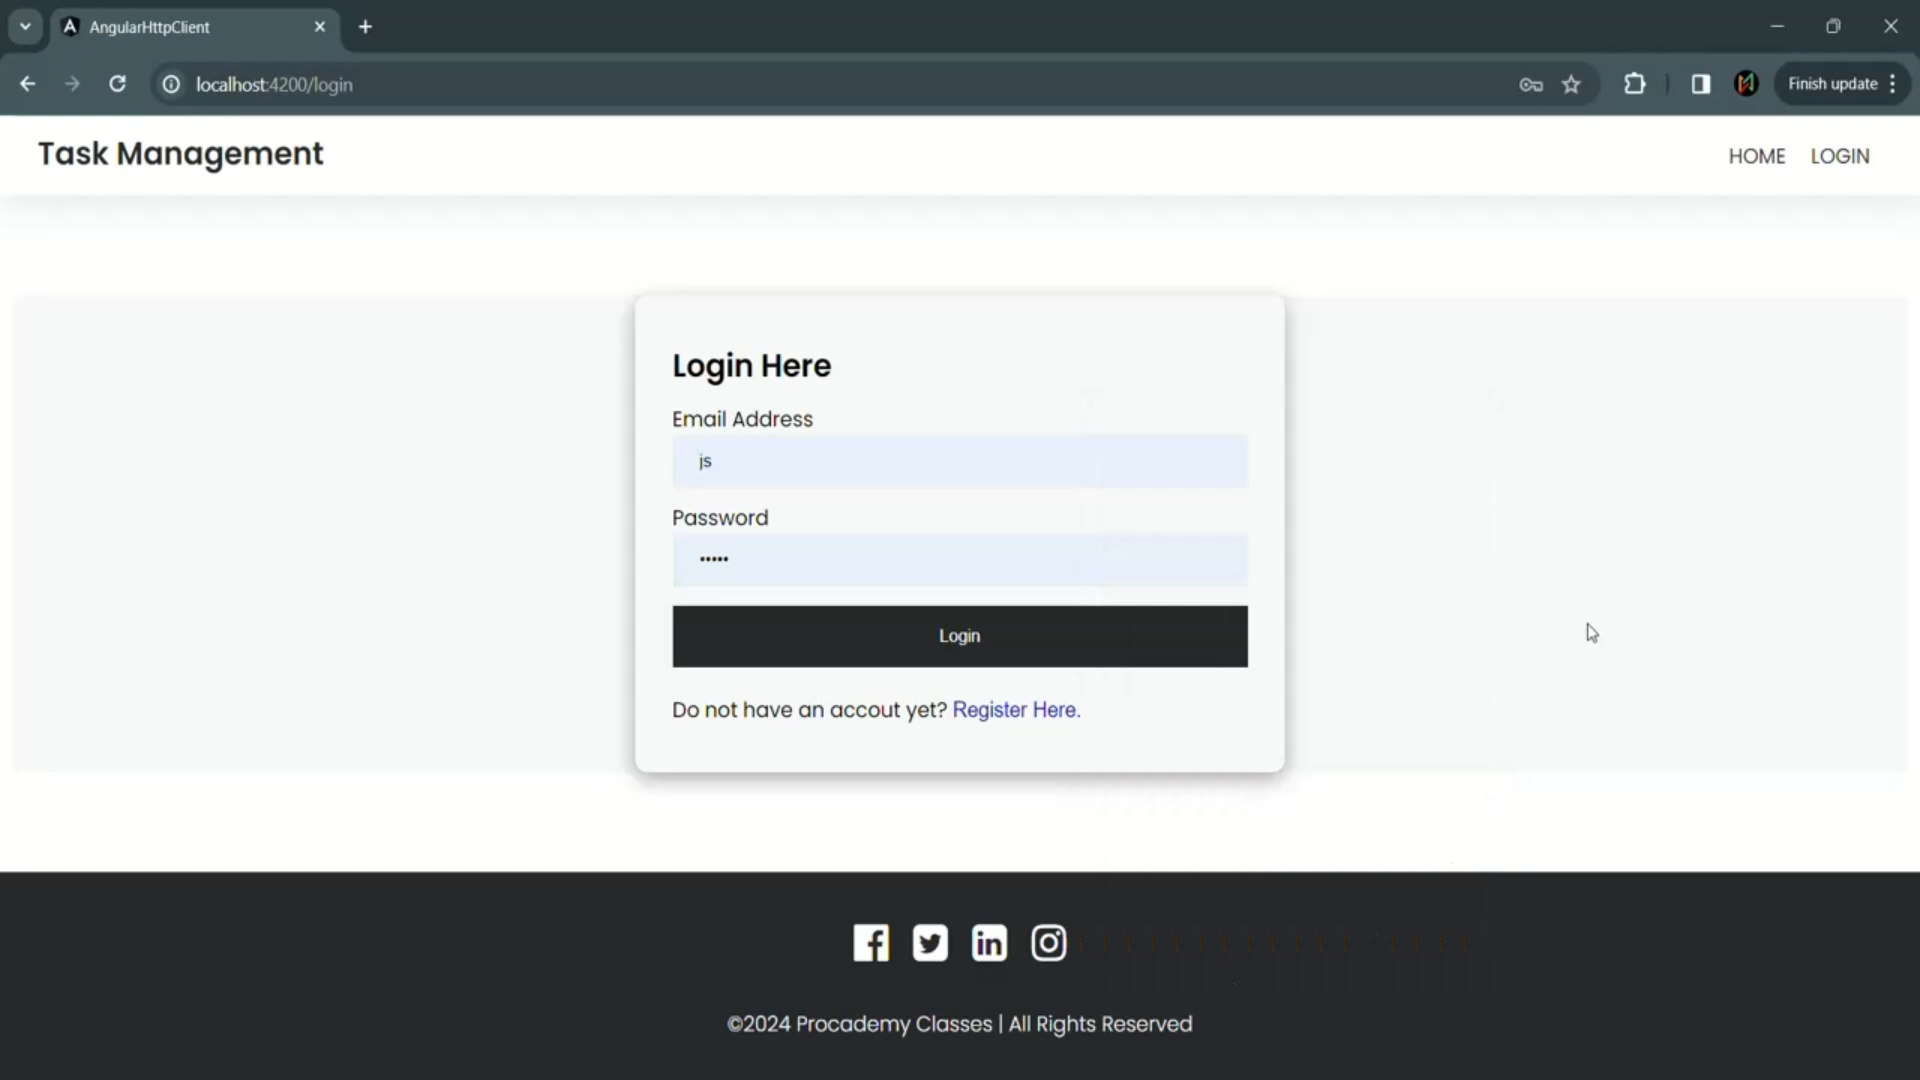 AngularHttpClient
localhost:4200/login
Finish update
Task Management
HOME LOGIN
Login Here
Email Address
js
Password
•••••
Login
Do not have an accout yet? Register Here.
©2024 Procademy Classes | All Rights Reserved